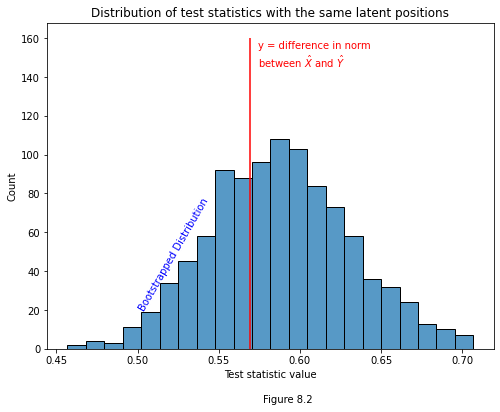 Distribution of test statistics with the same latent positions
160
140
120
100
80
60
40
20
0
Count
y = difference in norm
between X̂ and Ŷ
Bootstrapped Distribution
0.45 0.50 0.55 0.60 0.65 0.70
Test statistic value
Figure 8.2